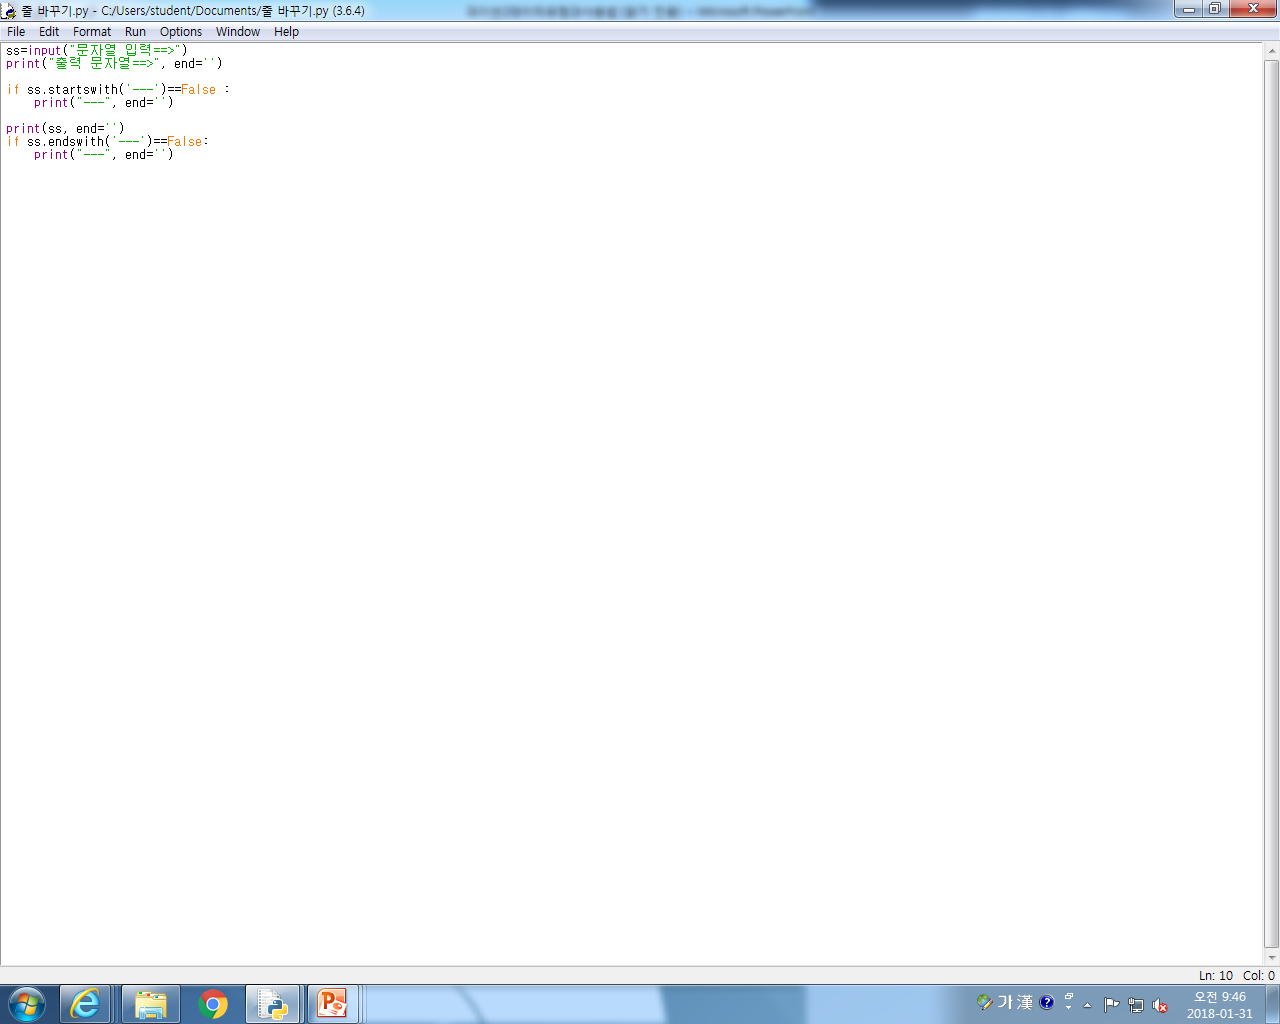 줄 바꾸기.py - C:/Users/student/Documents/줄 바꾸기.py (3.6.4)
File Edit Format Run Options Window Help
ss=input("문자열 입력==>")
print("출력 문자열==>", end='')
if ss.startswith('---')==False :
    print("---", end='')
print(ss, end='')
if ss.endswith('---')==False:
    print("---", end='')
Ln: 10 Col: 0
가 漢
오전 9:46
2018-01-31